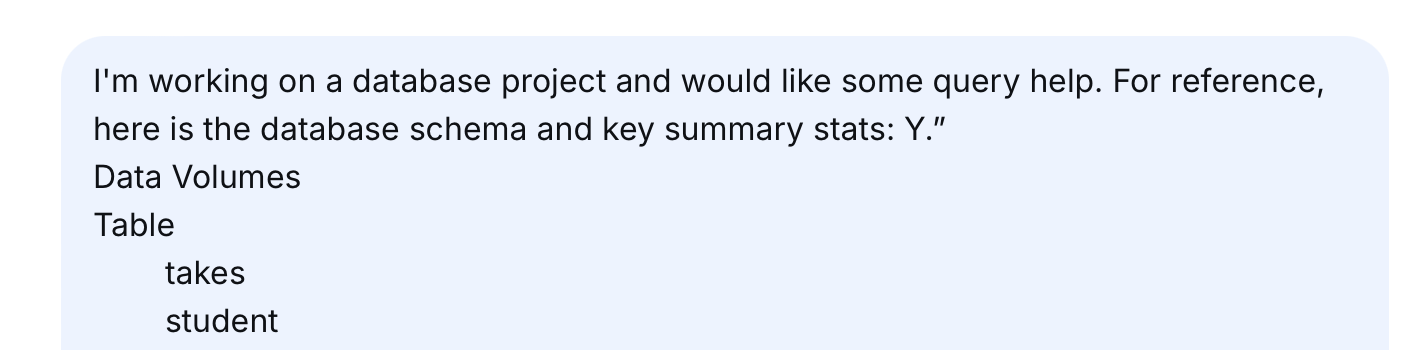 I'm working on a database project and would like some query help. For reference,
here is the database schema and key summary stats: Y.”
Data Volumes
Table
takes
student